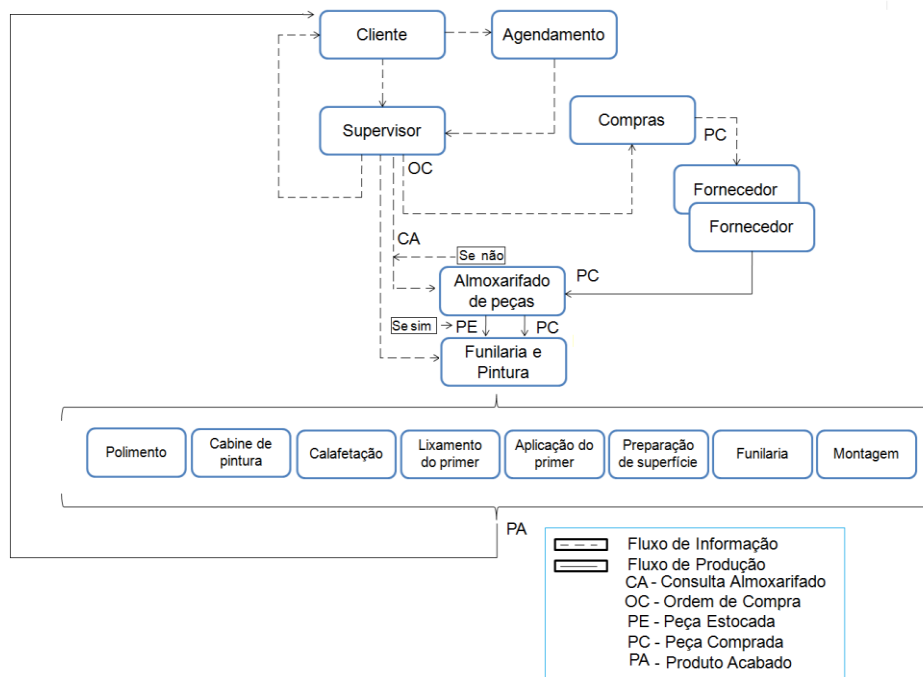 Cliente
Agendamento
Supervisor
Compras
PC
OC
Fornecedor
Fornecedor
CA
Se não
Almoxarifado
de peças
PC
Se sim
PE
PC
Funilaria e
Pintura
Polimento
Cabine de
pintura
Calafetação
Lixamento
do primer
Aplicação do
primer
Preparação
de superfície
Funilaria
Montagem
PA
Fluxo de Informação
Fluxo de Produção
CA - Consulta Almoxarifado
OC - Ordem de Compra
PE - Peça Estocada
PC - Peça Comprada
PA - Produto Acabado